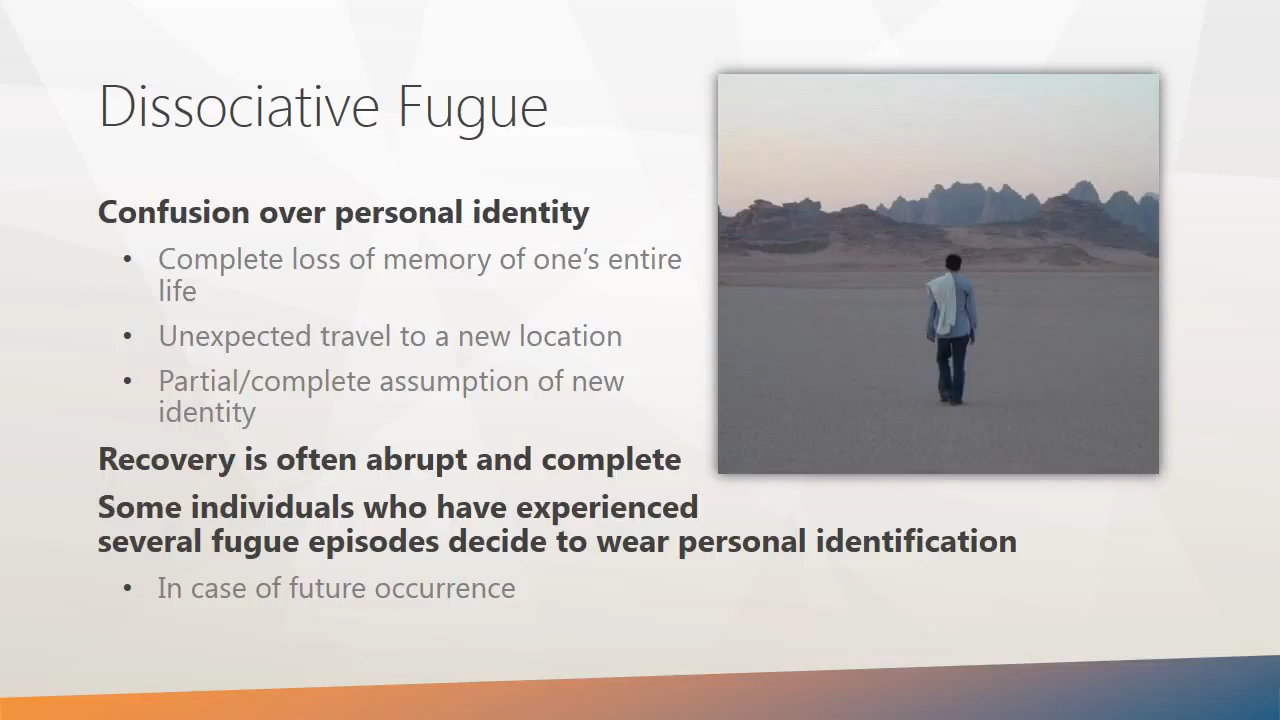 Dissociative Fugue
Confusion over personal identity
• Complete loss of memory of one’s entire
life
• Unexpected travel to a new location
• Partial/complete assumption of new
identity
Recovery is often abrupt and complete
Some individuals who have experienced
several fugue episodes decide to wear personal identification
• In case of future occurrence